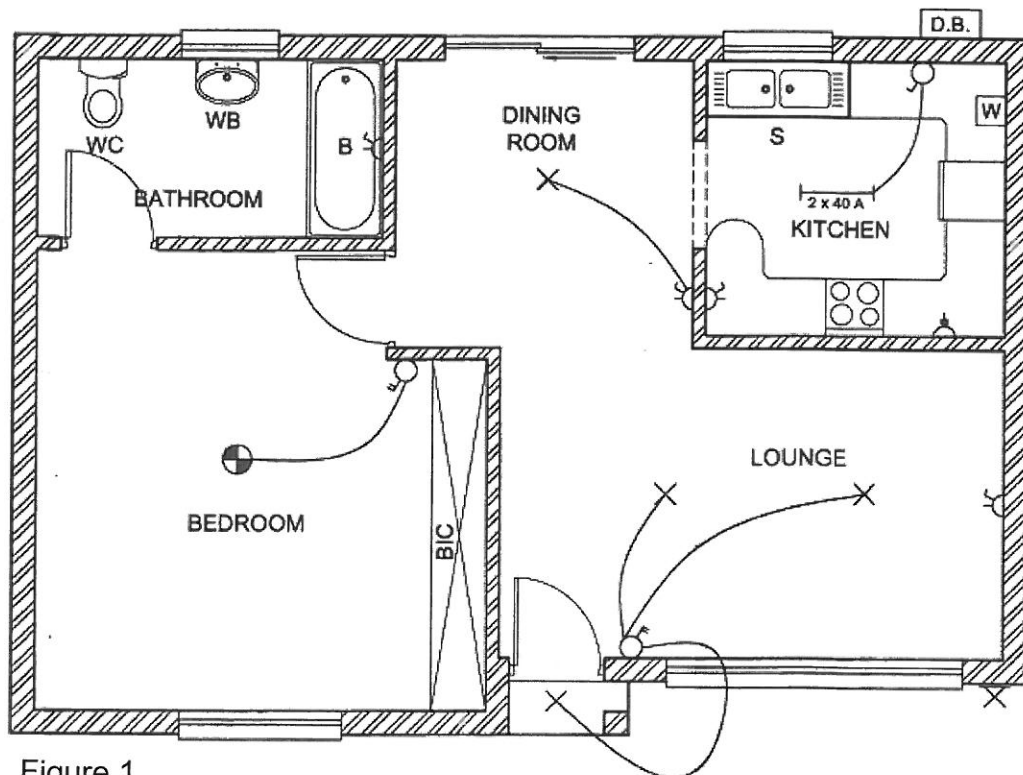 D.B.
DINING
ROOM
WC
WB
B
S
W
BATHROOM
2 x 40 A
KITCHEN
LOUNGE
BEDROOM
BIC
Figure 1